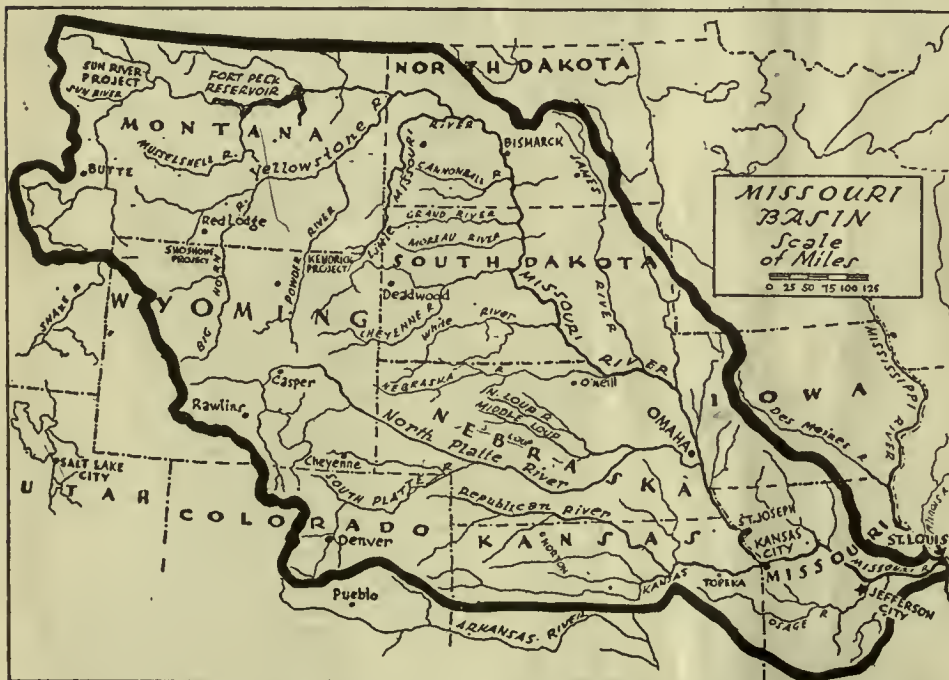 NORTH DAKOTA
SUN RIVER
PROJECT
SUN RIVER
FORT PECK
RESERVOIR
MONTANA
MUSSELSHELL R.
Yellowstone R.
BUTTE
RIVER
BISMARCK
JAMES
CANNONBALL R.
MISSOURI
LITTLE
GRAND RIVER
MOREAU RIVER
Red Lodge
SHOSHONE
PROJECT
KENDRICK
PROJECT
POWDER RIVER
BIG HORN R.
SOUTH DAKOTA
MISSOURI
BASIN
Scale
of Miles
0 25 50 75 100 125
SNAKE R.
WYOMING
Deadwood
CHEYENNE R.
White River
MISSOURI
RIVER
RIVER
MISSISSIPPI
RIVER
Casper
NEBRASKA R
O'neill
IOWA
Rawlins
N. LOUP R.
MIDDLE LOUP
S LOUP
NEBRASKA
OMAHA
Des Moines R
North Platte River
SALT LAKE
CITY
Cheyenne
SOUTH PLATTE R
UTAH
COLORADO
Republican River
ST. JOSEPH
Illinois
Denver
KANSAS
NORTON
KANSAS
CITY
MISSOURI
ST. LOUIS
MISSOURI R
Pueblo
KANSAS
TOPEKA
JEFFERSON
CITY
OSAGE R
ARKANSAS RIVER